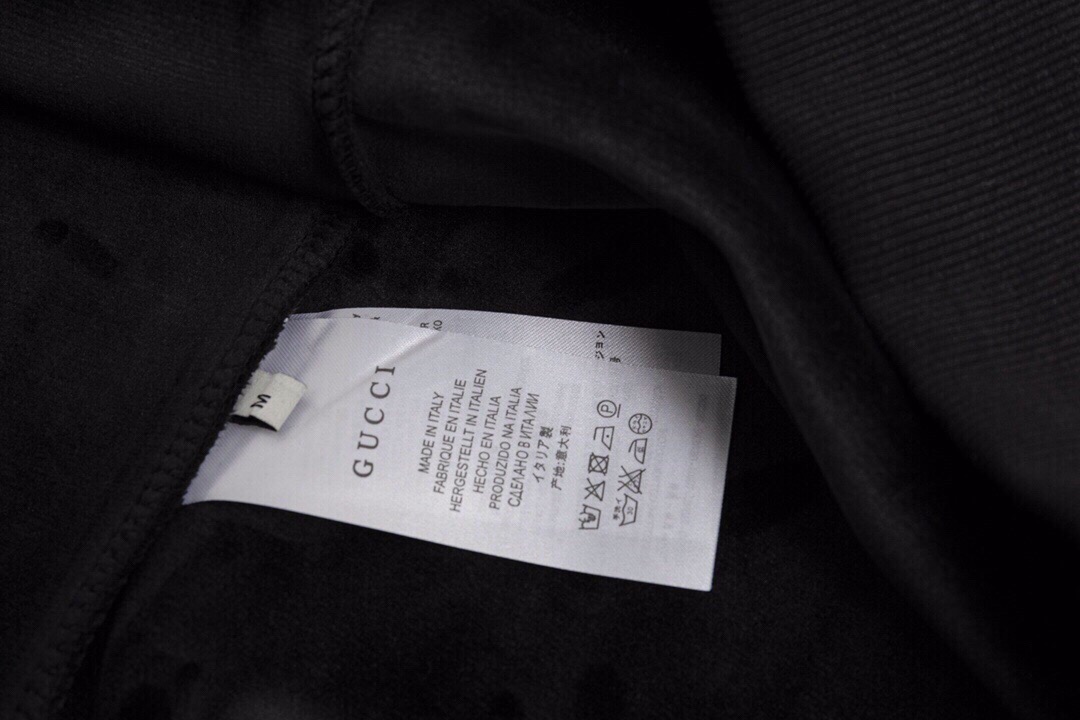 M
GUCCI
MADE IN ITALY
FABRIQUE EN ITALIE
HERGESTELLT IN ITALIEN
HECHO EN ITALIA
PRODUZIDO NA ITALIA
СДЕЛАНО В ИТАЛИИ
イタリア製
产地:意大利